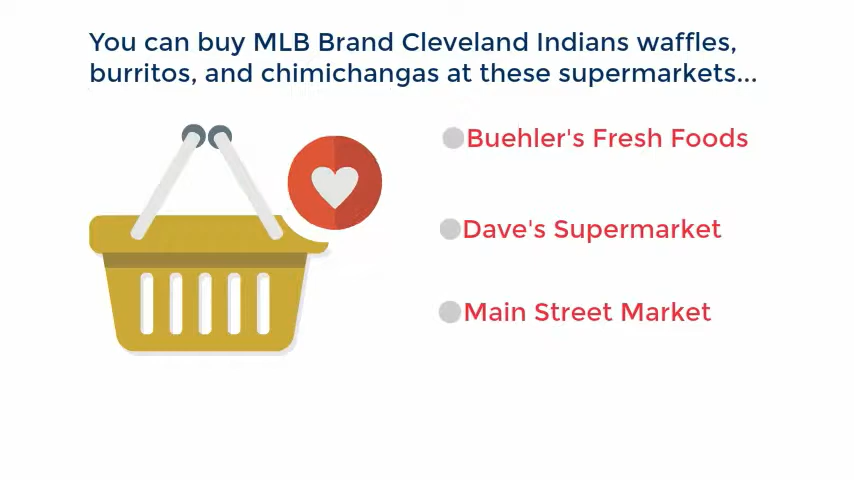 You can buy MLB Brand Cleveland Indians waffles,
burritos, and chimichangas at these supermarkets...
Buehler's Fresh Foods
Dave's Supermarket
Main Street Market